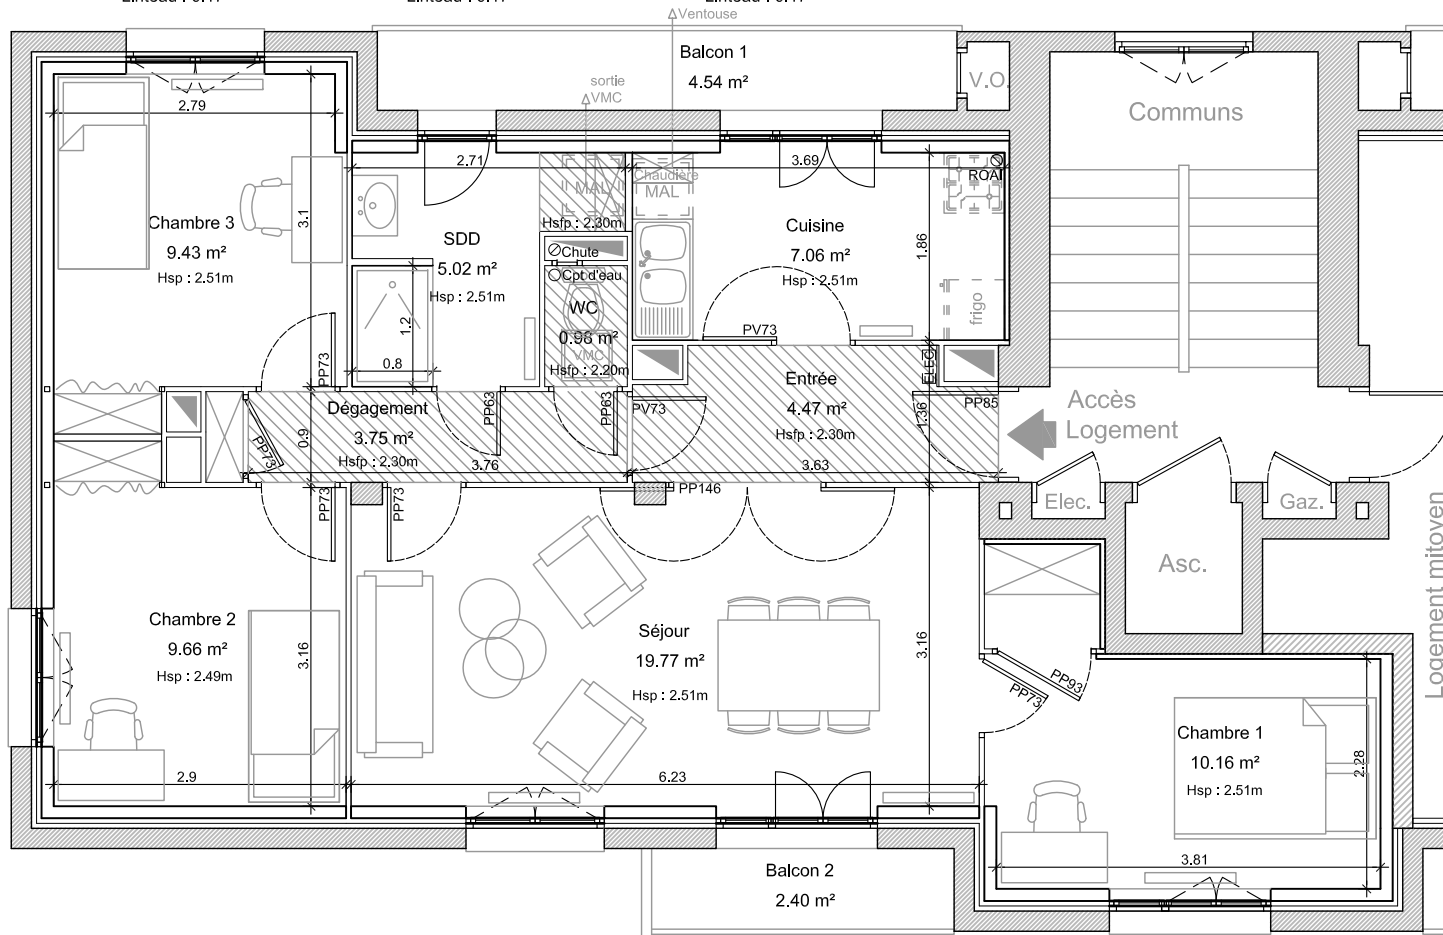 Ventouse
Balcon 1
4.54 m²
sortie
VMC
V.O.
Communs
2.79
2.71
3.69
Chaudière
MAL
MAL
ROAI
Hsfp : 2.30m
Chambre 3
9.43 m²
Hsp : 2.51m
3.1
SDD
5.02 m²
Hsp : 2.51m
Chute
Cpt d'eau
WC
0.98 m²
VMC
Hsfp : 2.20m
Cuisine
7.06 m²
Hsp : 2.51m
1.86
frigo
PV73
1.2
0.8
PP73
Entrée
4.47 m²
Hsfp : 2.30m
ELEC
PP85
1.36
3.63
Accès
Logement
Dégagement
3.75 m²
Hsfp : 2.30m
0.9
3.76
PP73
PP63
PP63
PV73
PP73
PP73
PP146
Elec.
Gaz.
Asc.
Logement mitoyen
Chambre 2
9.66 m²
Hsp : 2.49m
3.16
2.9
Séjour
19.77 m²
Hsp : 2.51m
3.16
6.23
PP93
PP73
Chambre 1
10.16 m²
Hsp : 2.51m
2.28
3.81
Balcon 2
2.40 m²